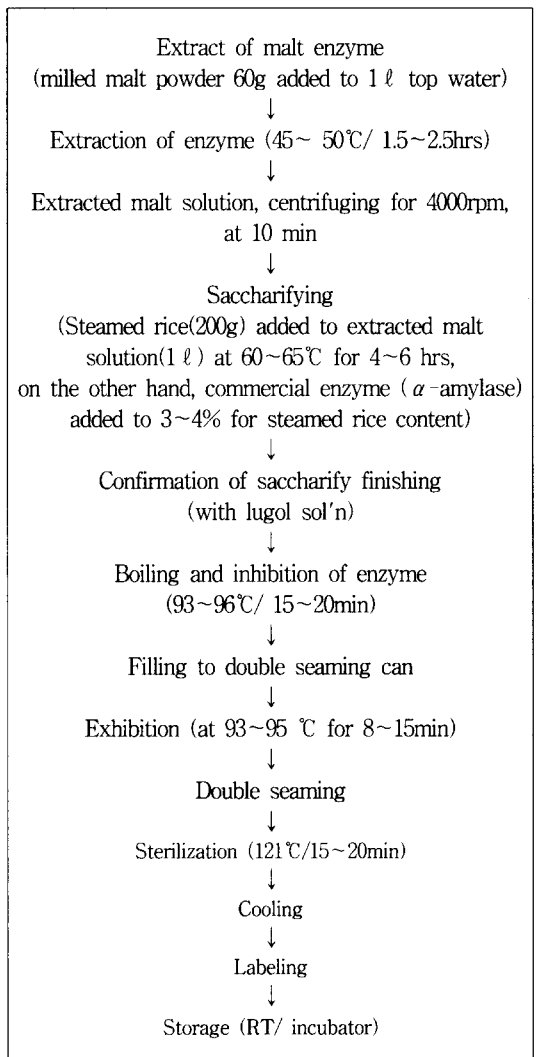 Extract of malt enzyme
(milled malt powder 60g added to 1 ℓ top water)
↓
Extraction of enzyme (45~ 50℃/ 1.5~2.5hrs)
↓
Extracted malt solution, centrifuging for 4000rpm,
at 10 min
↓
Saccharifying
(Steamed rice(200g) added to extracted malt
solution(1 ℓ) at 60~65℃ for 4~6 hrs,
on the other hand, commercial enzyme (α-amylase)
added to 3~4% for steamed rice content)
↓
Confirmation of saccharify finishing
(with lugol sol'n)
↓
Boiling and inhibition of enzyme
(93~96℃/ 15~20min)
↓
Filling to double seaming can
↓
Exhibition (at 93~95 ℃ for 8~15min)
↓
Double seaming
↓
Sterilization (121℃/15~20min)
↓
Cooling
↓
Labeling
↓
Storage (RT/ incubator)